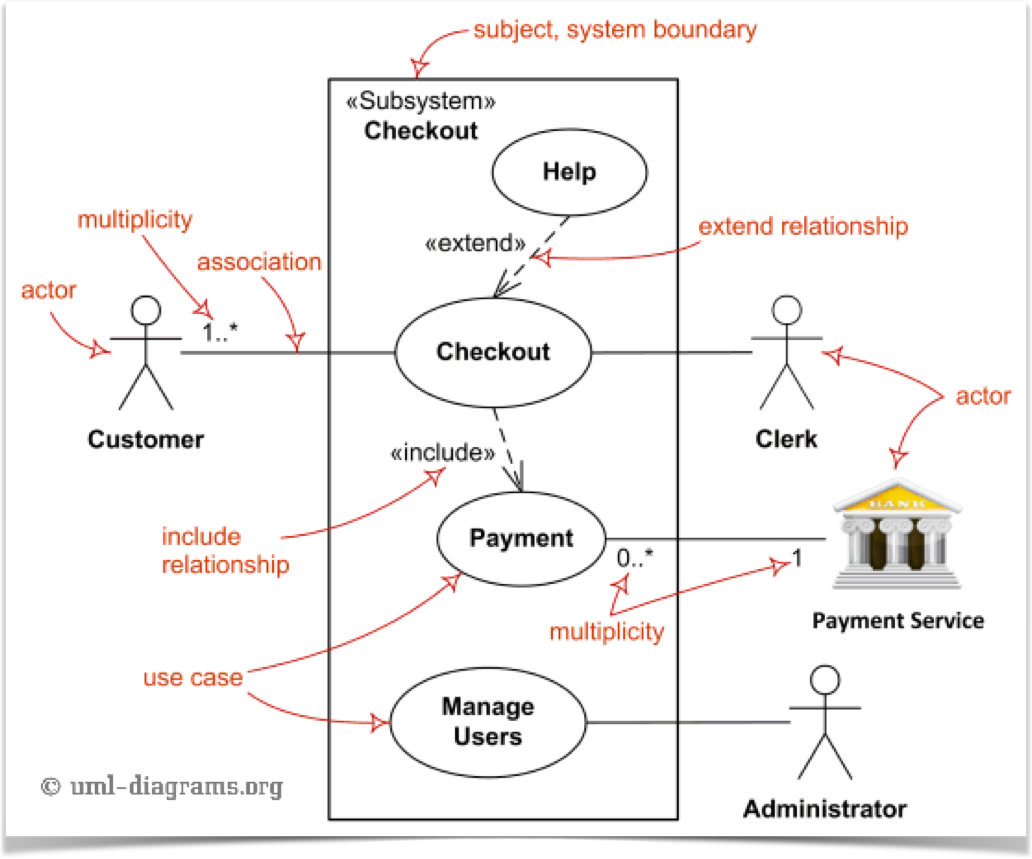 subject, system boundary
«Subsystem»
Checkout
Help
multiplicity
«extend»
extend relationship
association
actor
1..*
Checkout
actor
Customer
Clerk
«include»
BANK
include
relationship
Payment
0..*
1
Payment Service
multiplicity
use case
Manage
Users
© uml-diagrams.org
Administrator